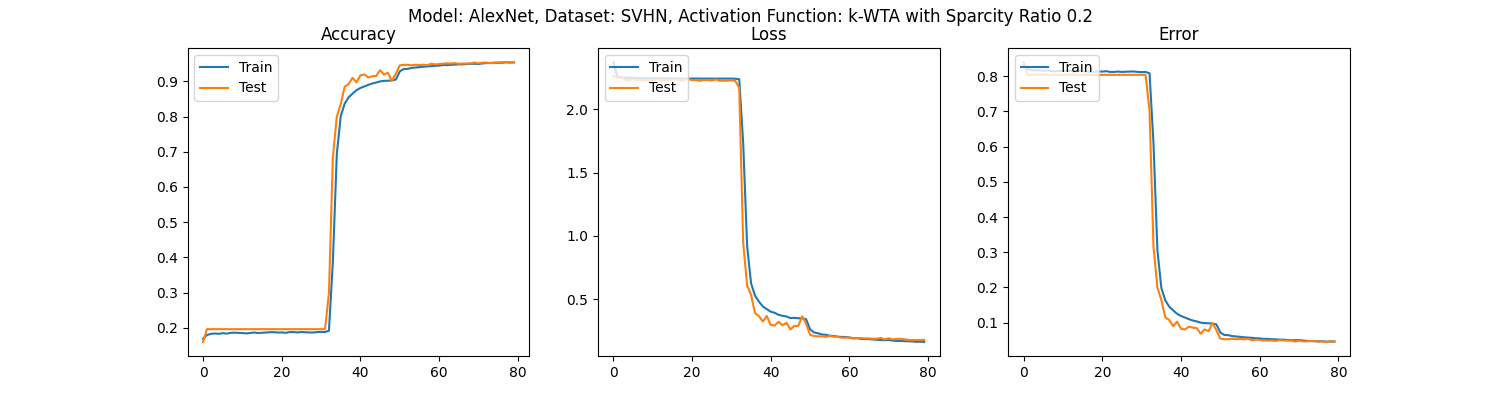 Model: AlexNet, Dataset: SVHN, Activation Function: k-WTA with Sparcity Ratio 0.2
Accuracy
Train
Test
0.9
0.8
0.7
0.6
0.5
0.4
0.3
0.2
0 20 40 60 80
Loss
Train
Test
2.0
1.5
1.0
0.5
0 20 40 60 80
Error
Train
Test
0.8
0.7
0.6
0.5
0.4
0.3
0.2
0.1
0 20 40 60 80